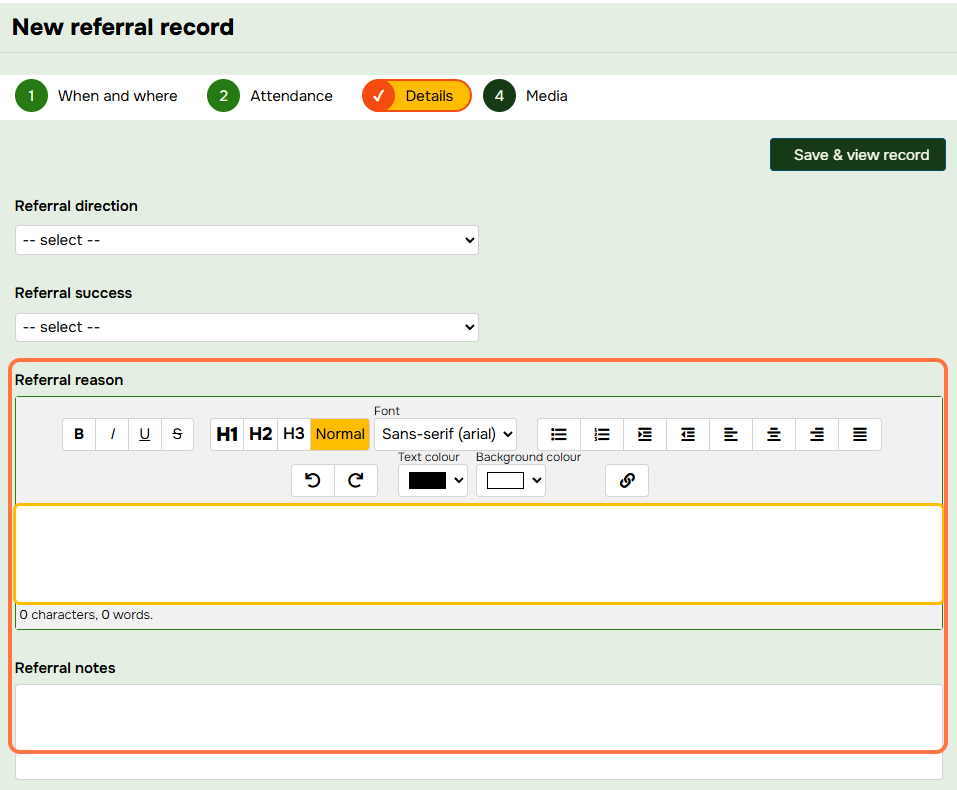 New referral record
1 When and where 2 Attendance ✓ Details 4 Media
Save & view record
Referral direction
-- select --
Referral success
-- select --
Referral reason
Font
B I U S H1 H2 H3 Normal Sans-serif (arial)
Text colour Background colour
0 characters, 0 words.
Referral notes